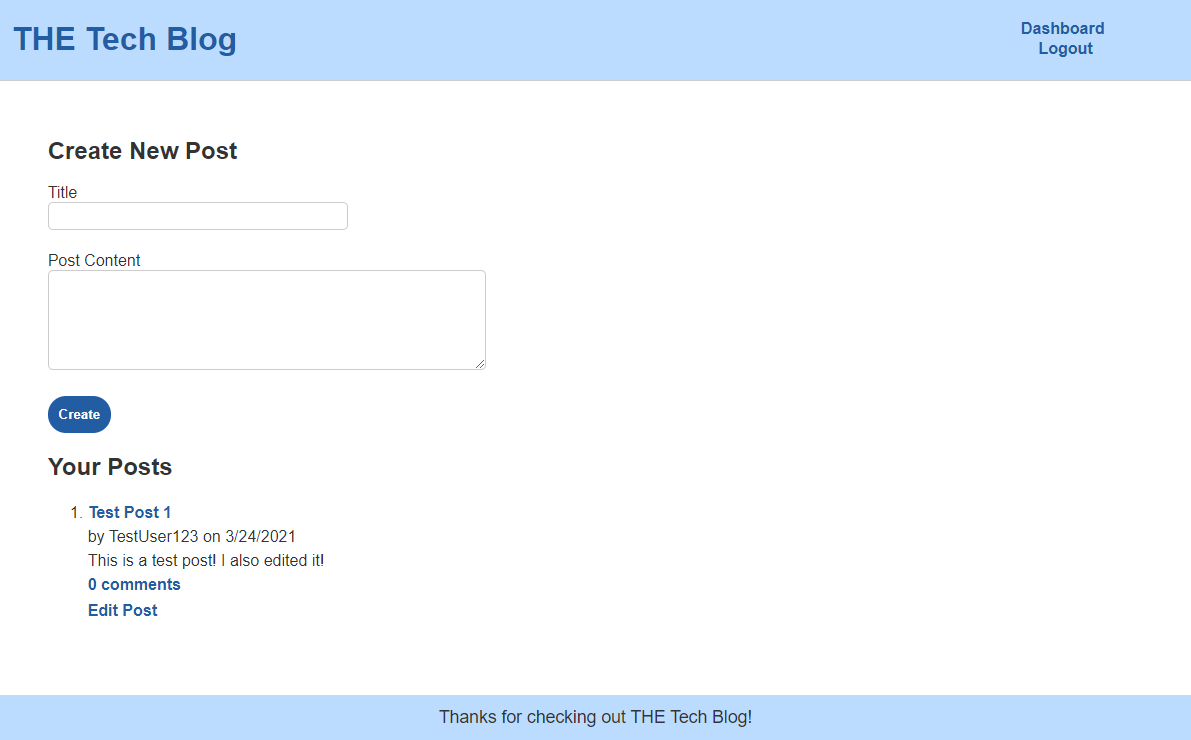 THE Tech Blog
Dashboard
Logout
Create New Post
Title
Post Content
Create
Your Posts
1. Test Post 1
by TestUser123 on 3/24/2021
This is a test post! I also edited it!
0 comments
Edit Post
Thanks for checking out THE Tech Blog!